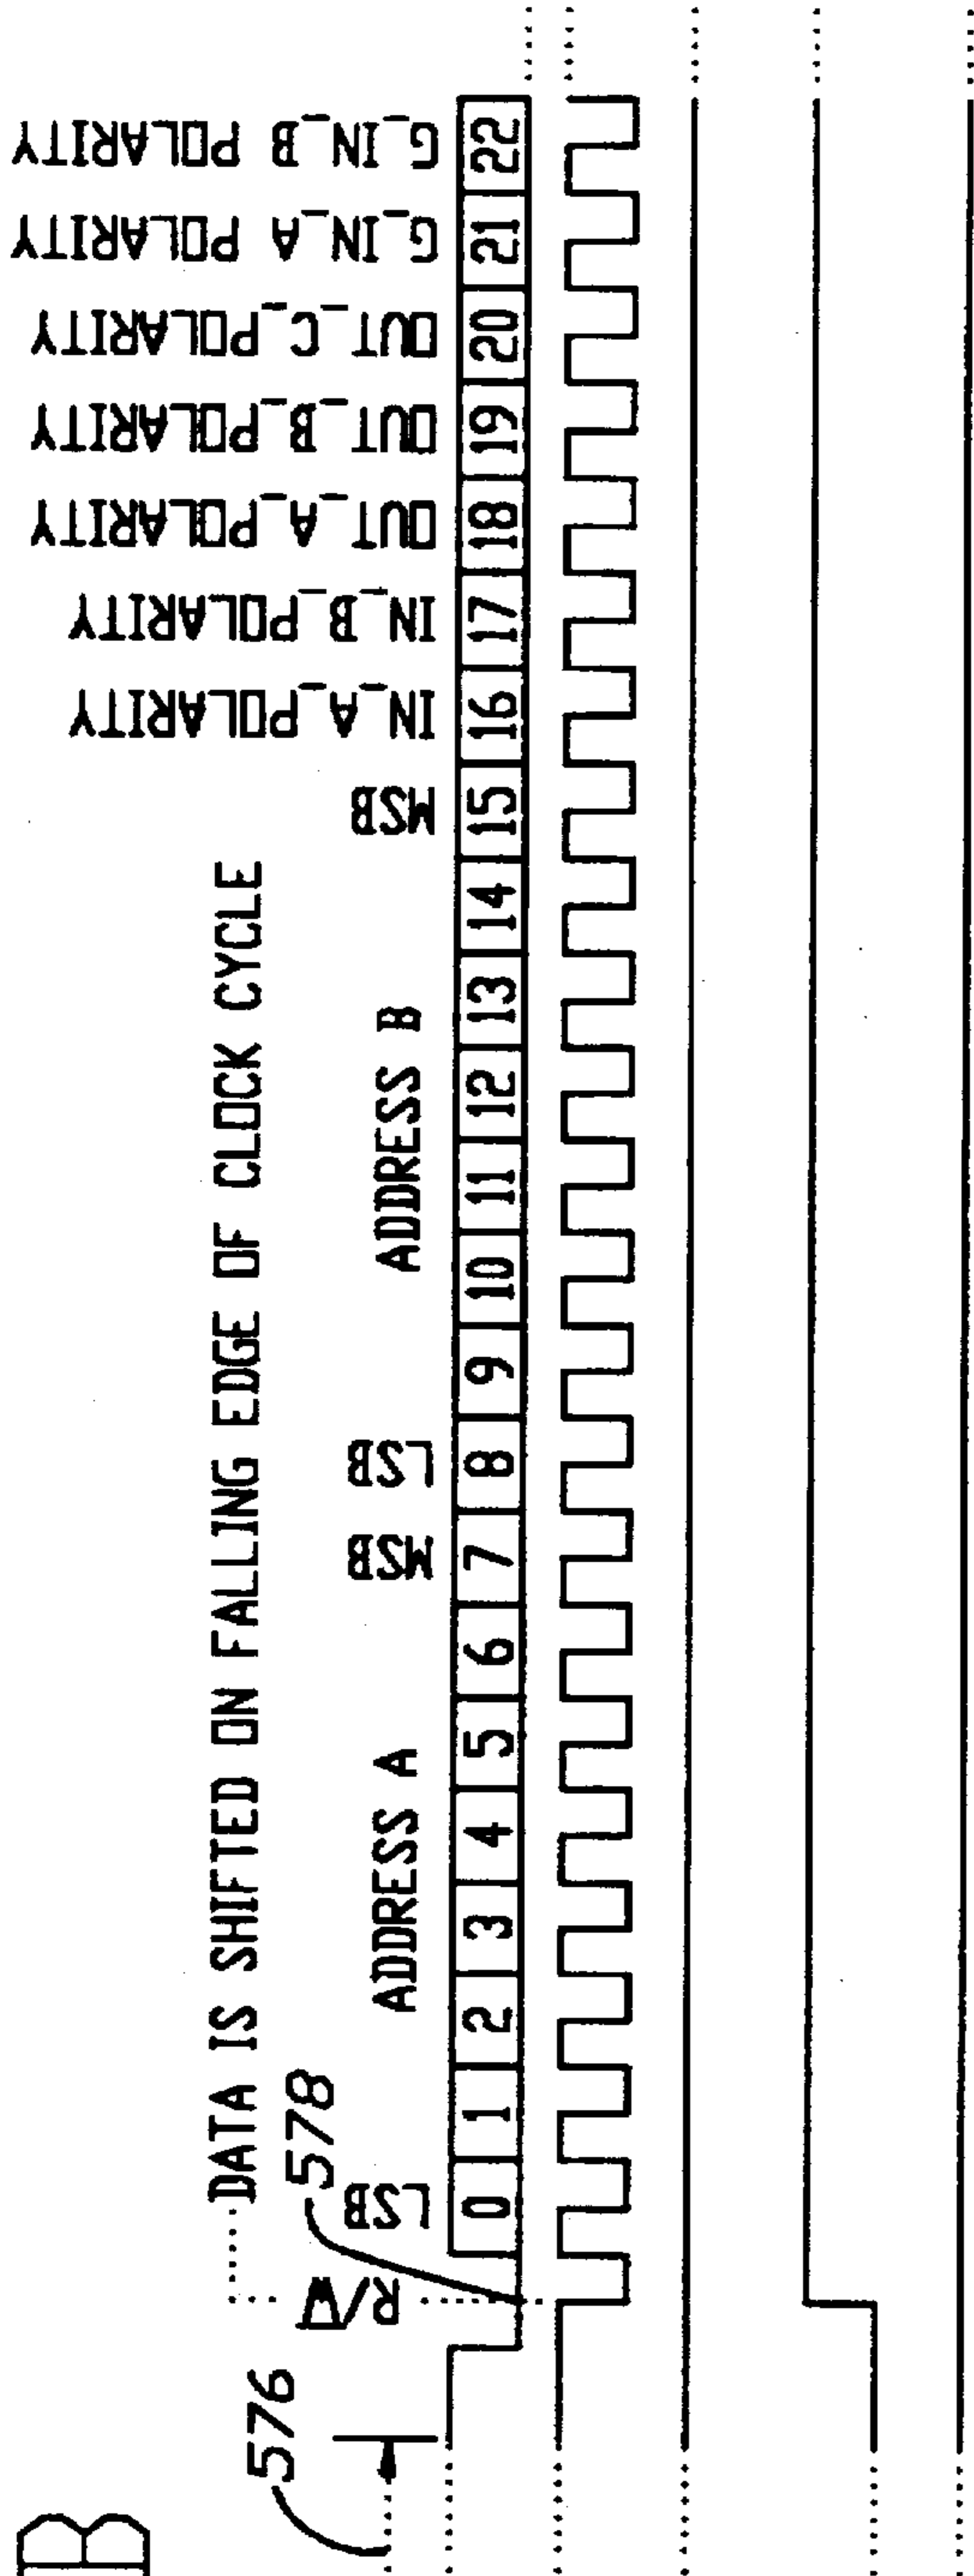 B
576
578
DATA IS SHIFTED ON FALLING EDGE OF CLOCK CYCLE
R/W
LSB
ADDRESS A
MSB
LSB
ADDRESS B
MSB
IN_A_POLARITY
IN_B_POLARITY
OUT_A_POLARITY
OUT_B_POLARITY
OUT_C_POLARITY
G_IN_A POLARITY
G_IN_B POLARITY
0 1 2 3 4 5 6 7 8 9 10 11 12 13 14 15 16 17 18 19 20 21 22